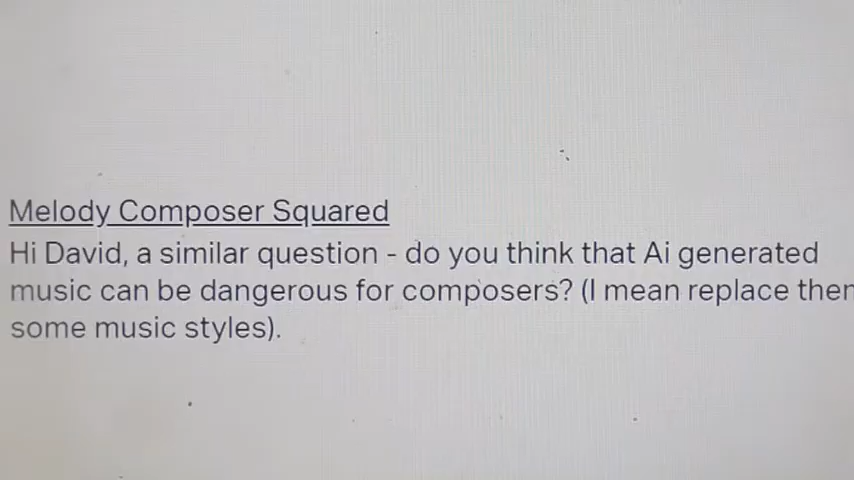 Melody Composer Squared
Hi David, a similar question - do you think that Ai generated
music can be dangerous for composers? (I mean replace
some music styles).